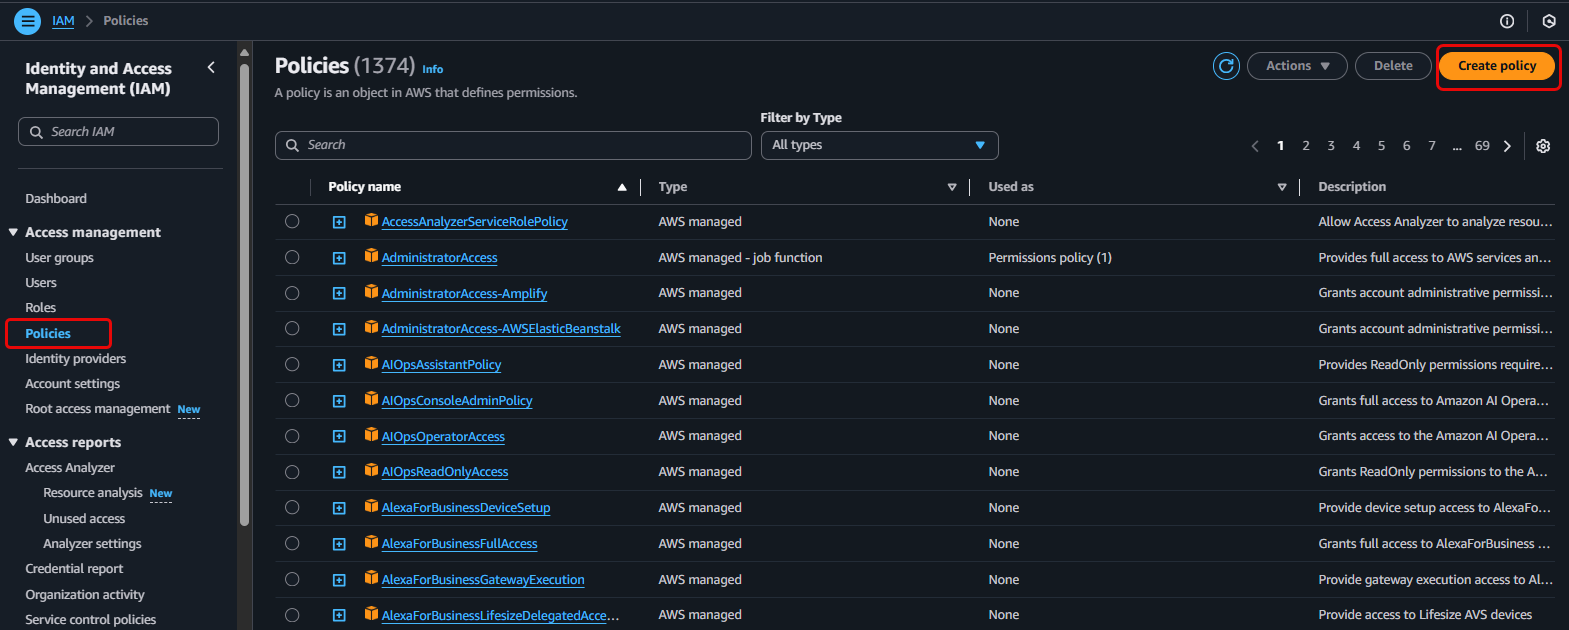 IAM > Policies
Identity and Access
Management (IAM)
Search IAM
Dashboard
Access management
User groups
Users
Roles
Policies
Identity providers
Account settings
Root access management New
Access reports
Access Analyzer
Resource analysis New
Unused access
Analyzer settings
Credential report
Organization activity
Service control policies
Policies (1374) Info
A policy is an object in AWS that defines permissions.
Actions Delete Create policy
Filter by Type
Search All types
1 2 3 4 5 6 7 ... 69
Policy name Type Used as Description
AccessAnalyzerServiceRolePolicy AWS managed None Allow Access Analyzer to analyze resou...
AdministratorAccess AWS managed - job function Permissions policy (1) Provides full access to AWS services an...
AdministratorAccess-Amplify AWS managed None Grants account administrative permissi...
AdministratorAccess-AWSElasticBeanstalk AWS managed None Grants account administrative permissi...
AIOpsAssistantPolicy AWS managed None Provides ReadOnly permissions require...
AIOpsConsoleAdminPolicy AWS managed None Grants full access to Amazon AI Opera...
AIOpsOperatorAccess AWS managed None Grants access to the Amazon AI Opera...
AIOpsReadOnlyAccess AWS managed None Grants ReadOnly permissions to the A...
AlexaForBusinessDeviceSetup AWS managed None Provide device setup access to AlexaFo...
AlexaForBusinessFullAccess AWS managed None Grants full access to AlexaForBusiness ...
AlexaForBusinessGatewayExecution AWS managed None Provide gateway execution access to Al...
AlexaForBusinessLifesizeDelegatedAcce... AWS managed None Provide access to Lifesize AVS devices